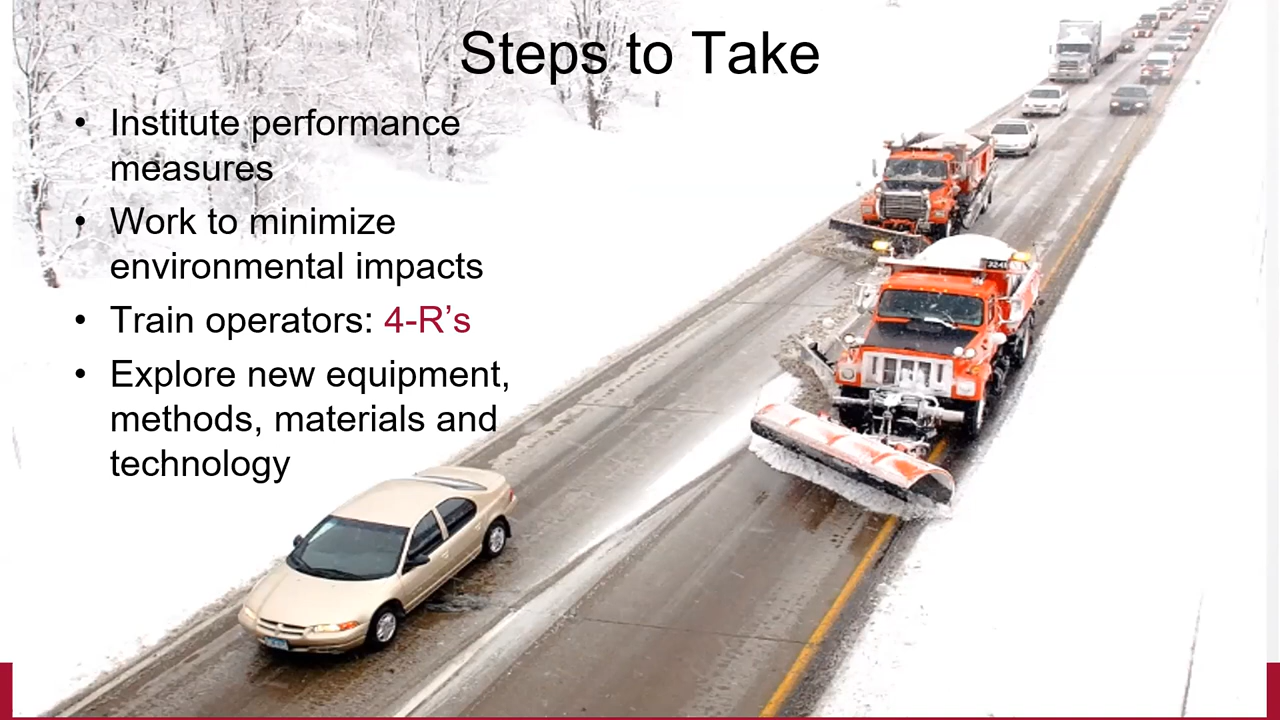 Steps to Take
• Institute performance
measures
• Work to minimize
environmental impacts
• Train operators: 4-R’s
• Explore new equipment,
methods, materials and
technology